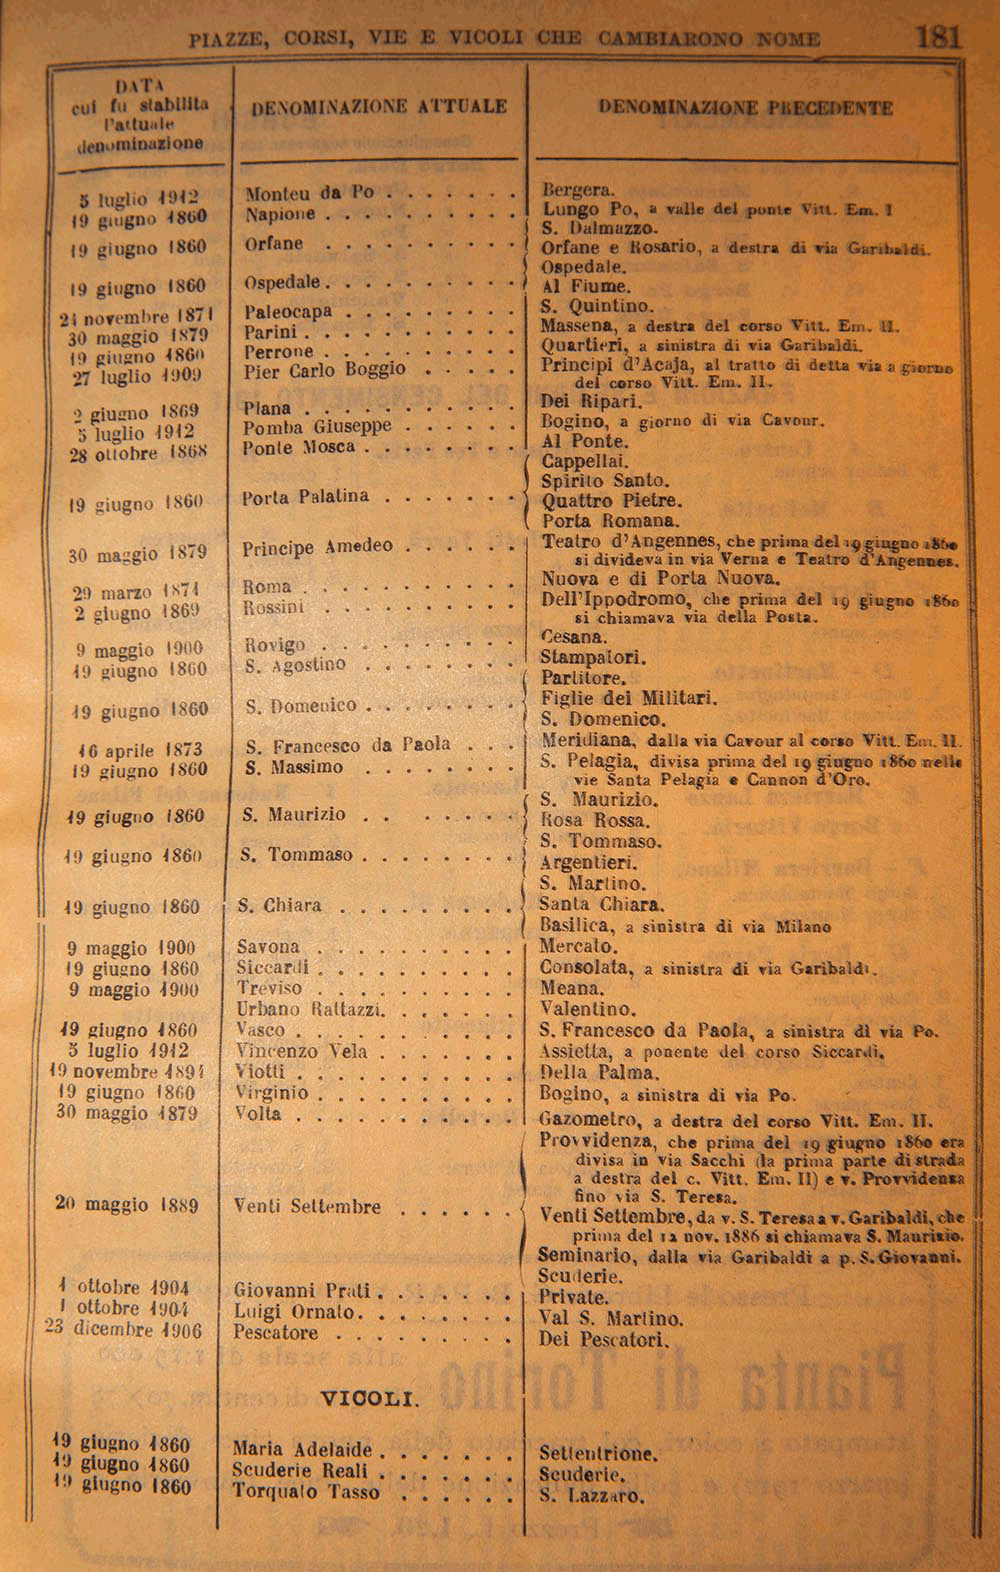 PIAZZE, CORSI, VIE E VICOLI CHE CAMBIARONO NOME 181
DATA
cui fu stabilita
l'attuale
denominazione
DENOMINAZIONE ATTUALE
DENOMINAZIONE PRECEDENTE
5 luglio 1912 Monteu da Po . . . . . . . Bergera.
19 giugno 1860 Napione . . . . . . . . . . Lungo Po, a valle del ponte Vitt. Em. I
S. Dalmazzo.
19 giugno 1860 Orfane . . . . . . . . . . Orfane e Rosario, a destra di via Garibaldi.
Ospedale.
19 giugno 1860 Ospedale . . . . . . . . . . Al Fiume.
S. Quintino.
24 novembre 1871 Paleocapa . . . . . . . . . Massena, a destra del corso Vitt. Em. II.
30 maggio 1879 Parini . . . . . . . . . . . Quartieri, a sinistra di via Garibaldi.
19 giugno 1860 Perrone . . . . . . . . . . Principi d'Acaja, al tratto di detta via a giorno
27 luglio 1909 Pier Carlo Boggio . . . . . del corso Vitt. Em. II.
2 giugno 1869 Plana . . . . . . . . . . . Dei Ripari.
5 luglio 1912 Pomba Giuseppe . . . . . . Bogino, a giorno di via Cavour.
28 ottobre 1868 Ponte Mosca . . . . . . . . Al Ponte.
Cappellai.
Spirito Santo.
19 giugno 1860 Porta Palatina . . . . . . . Quattro Pietre.
Porta Romana.
30 maggio 1879 Principe Amedeo . . . . . . Teatro d'Angennes, che prima del 19 giugno 1860
si divideva in via Verna e Teatro d'Angennes.
29 marzo 1871 Roma . . . . . . . . . . . Nuova e di Porta Nuova.
2 giugno 1869 Rossini . . . . . . . . . . Dell'Ippodromo, che prima del 19 giugno 1860
si chiamava via della Posta.
9 maggio 1900 Rovigo . . . . . . . . . . Cesana.
19 giugno 1860 S. Agostino . . . . . . . . Stampatori.
Partitore.
19 giugno 1860 S. Domenico . . . . . . . . Figlie dei Militari.
S. Domenico.
16 aprile 1873 S. Francesco da Paola . . . Meridiana, dalla via Cavour al corso Vitt. Em. II.
19 giugno 1860 S. Massimo . . . . . . . . S. Pelagia, divisa prima del 19 giugno 1860 nelle
vie Santa Pelagia e Cannon d'Oro.
S. Maurizio.
19 giugno 1860 S. Maurizio . . . . . . . Rosa Rossa.
S. Tommaso.
19 giugno 1860 S. Tommaso . . . . . . . . Argentieri.
S. Martino.
19 giugno 1860 S. Chiara . . . . . . . . . Santa Chiara.
Basilica, a sinistra di via Milano
9 maggio 1900 Savona . . . . . . . . . . Mercato.
19 giugno 1860 Siccardi . . . . . . . . . . Consolata, a sinistra di via Garibaldi.
9 maggio 1900 Treviso . . . . . . . . . . Meana.
Urbano Rattazzi . . . . . . . Valentino.
19 giugno 1860 Vasco . . . . . . . . . . . S. Francesco da Paola, a sinistra di via Po.
5 luglio 1912 Vincenzo Vela . . . . . . . Assietta, a ponente del corso Siccardi.
19 novembre 1894 Viotti . . . . . . . . . . . Della Palma.
19 giugno 1860 Virginio . . . . . . . . . . Bogino, a sinistra di via Po.
30 maggio 1879 Volta . . . . . . . . . . . Gazometro, a destra del corso Vitt. Em. II.
Provvidenza, che prima del 19 giugno 1860 era
divisa in via Sacchi (la prima parte di strada
a destra del c. Vitt. Em. II) e v. Provvidenza
fino via S. Teresa.
20 maggio 1889 Venti Settembre . . . . . . Venti Settembre, da v. S. Teresa a v. Garibaldi, che
prima del 12 nov. 1886 si chiamava S. Maurizio.
Seminario, dalla via Garibaldi a p. S. Giovanni.
Scuderie.
1 ottobre 1904 Giovanni Prati . . . . . . . Private.
1 ottobre 1904 Luigi Ornato . . . . . . . . Val S. Martino.
23 dicembre 1906 Pescatore . . . . . . . . . Dei Pescatori.
VICOLI.
19 giugno 1860 Maria Adelaide . . . . . . . Settentrione.
19 giugno 1860 Scuderie Reali . . . . . . . Scuderie.
19 giugno 1860 Torquato Tasso . . . . . . S. Lazzaro.